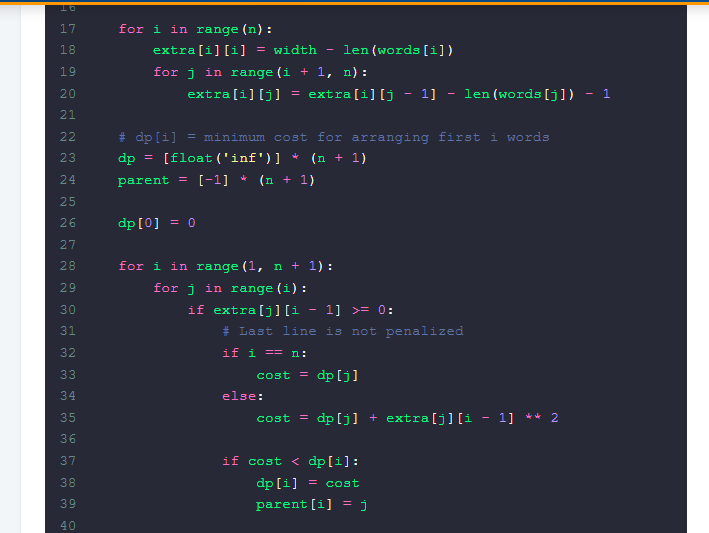 16
17 for i in range(n):
18 extra[i][i] = width - len(words[i])
19 for j in range(i + 1, n):
20 extra[i][j] = extra[i][j - 1] - len(words[j]) - 1
21
22 # dp[i] = minimum cost for arranging first i words
23 dp = [float('inf')] * (n + 1)
24 parent = [-1] * (n + 1)
25
26 dp[0] = 0
27
28 for i in range(1, n + 1):
29 for j in range(i):
30 if extra[j][i - 1] >= 0:
31 # Last line is not penalized
32 if i == n:
33 cost = dp[j]
34 else:
35 cost = dp[j] + extra[j][i - 1] ** 2
36
37 if cost < dp[i]:
38 dp[i] = cost
39 parent[i] = j
40